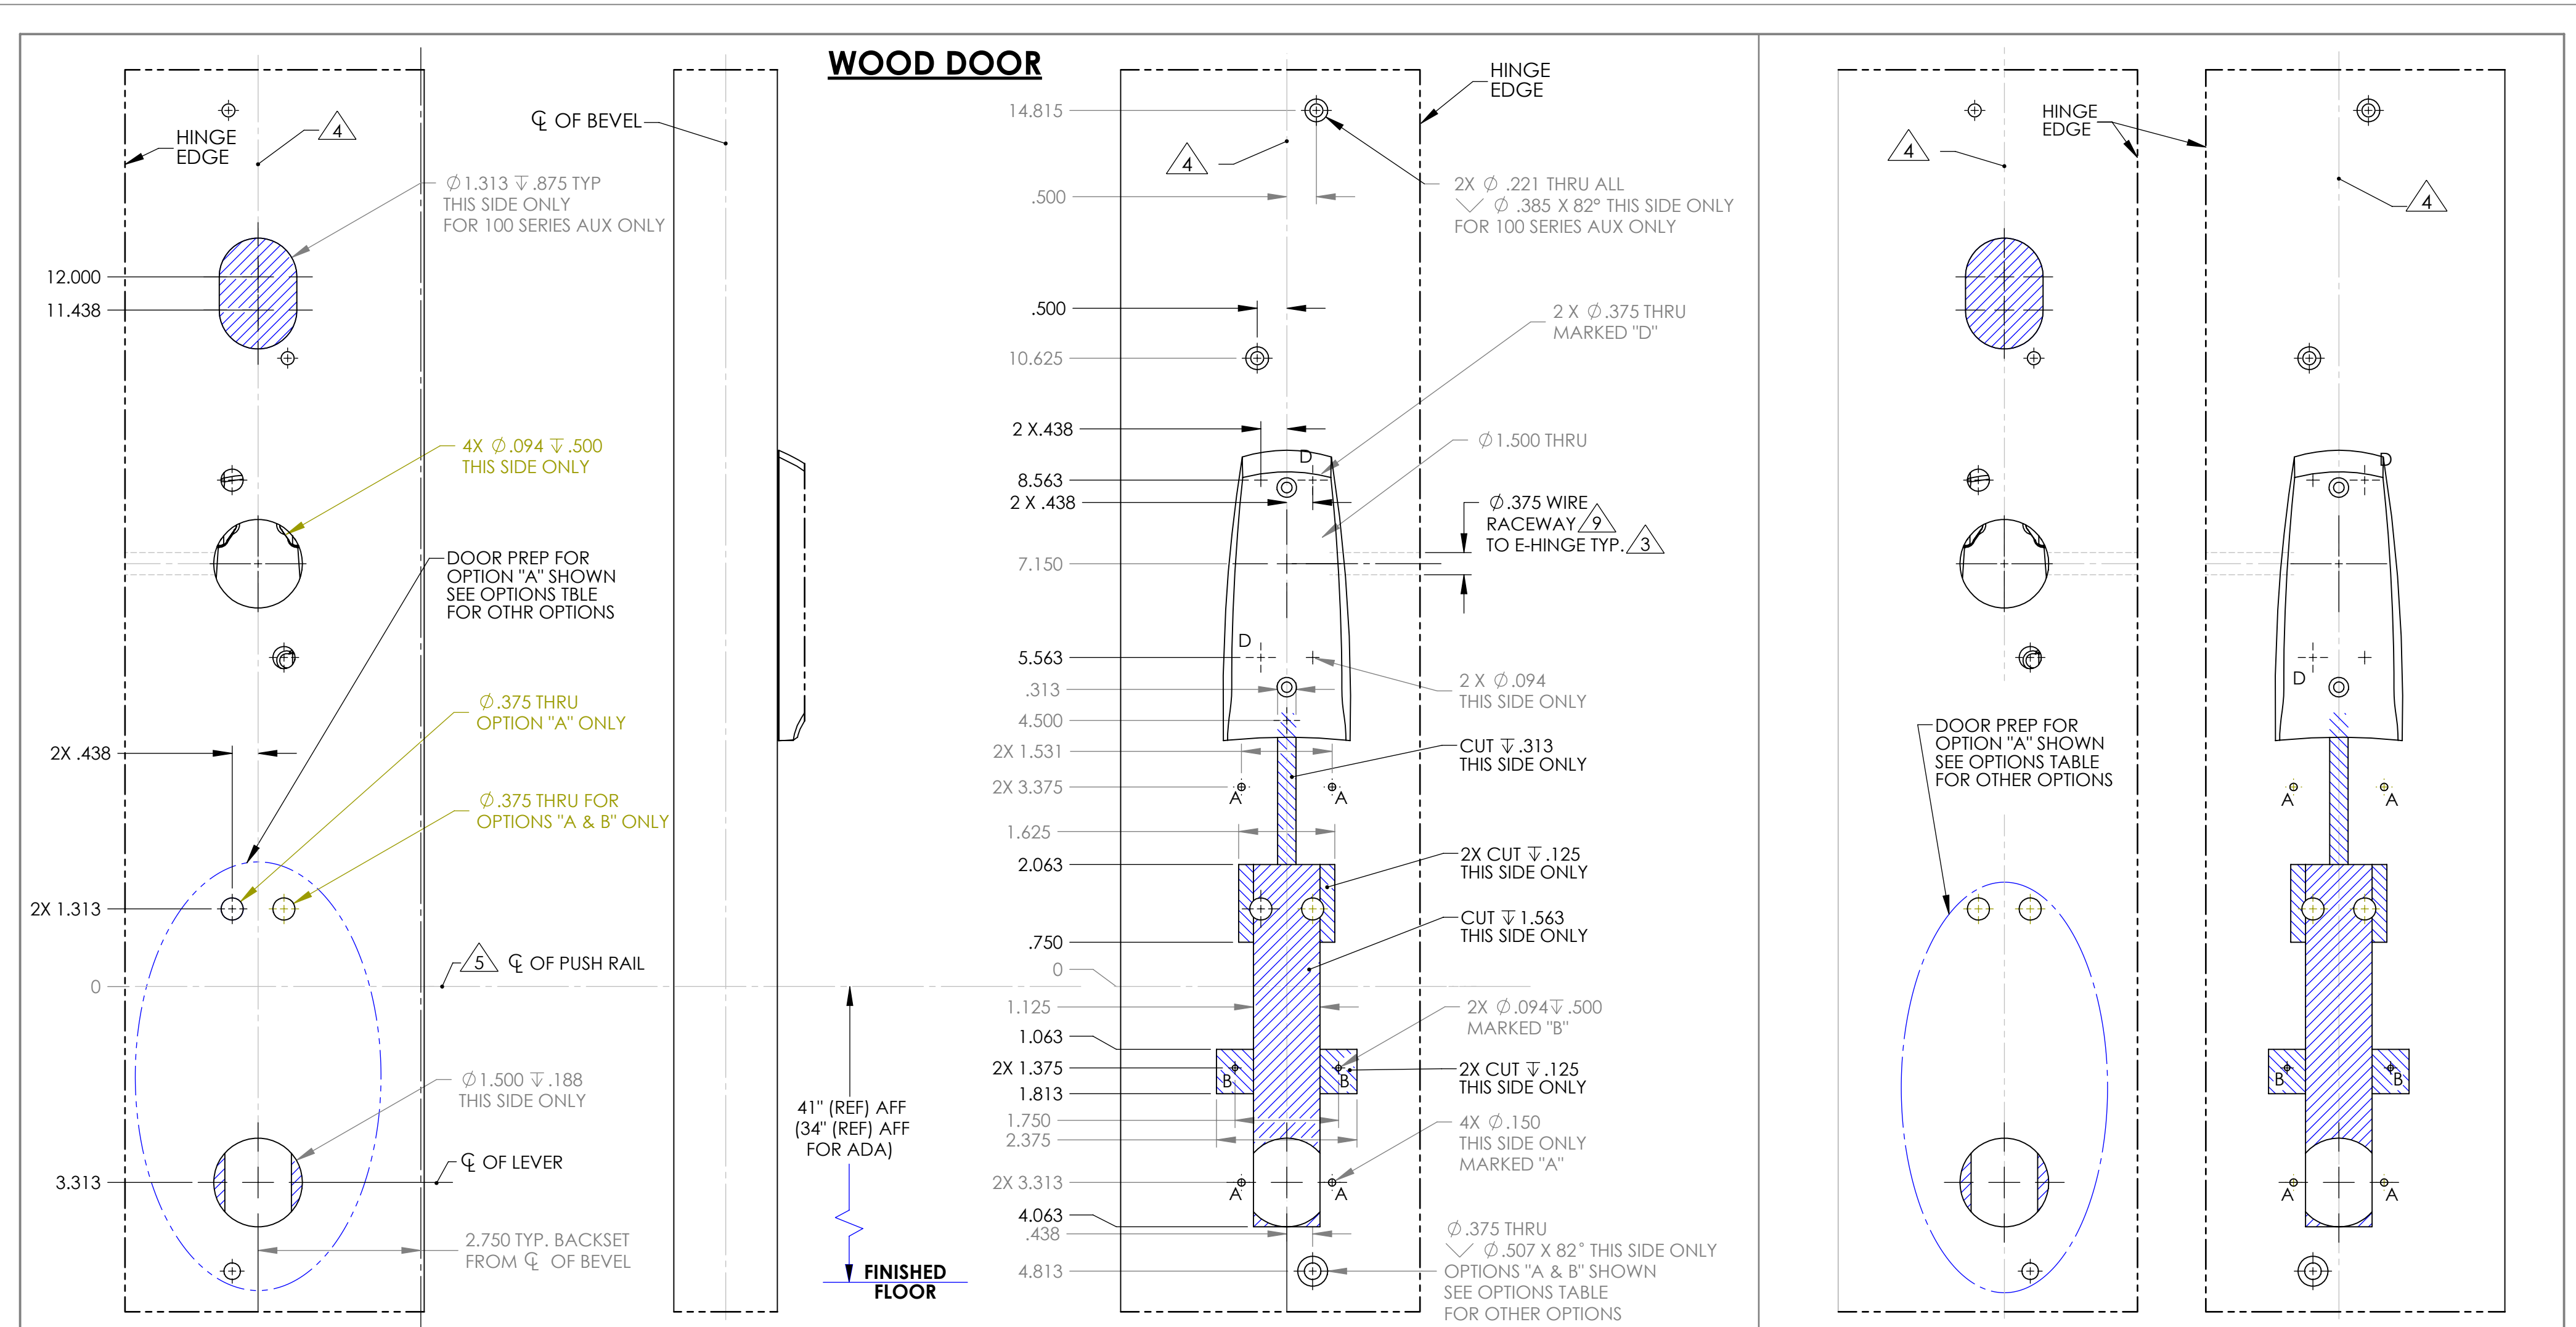 WOOD DOOR
HINGE
EDGE
4
℄ OF BEVEL
∅1.313 ↧.875 TYP
THIS SIDE ONLY
FOR 100 SERIES AUX ONLY
12.000
11.438
4X ∅.094 ↧.500
THIS SIDE ONLY
DOOR PREP FOR
OPTION "A" SHOWN
SEE OPTIONS TBLE
FOR OTHR OPTIONS
∅.375 THRU
OPTION "A" ONLY
2X .438
∅.375 THRU FOR
OPTIONS "A & B" ONLY
2X 1.313
5
℄ OF PUSH RAIL
0
∅1.500 ↧.188
THIS SIDE ONLY
℄ OF LEVER
3.313
2.750 TYP. BACKSET
FROM ℄ OF BEVEL
41" (REF) AFF
(34" (REF) AFF
FOR ADA)
FINISHED
FLOOR
HINGE
EDGE
14.815
4
.500
2X ∅ .221 THRU ALL
⌵ ∅ .385 X 82° THIS SIDE ONLY
FOR 100 SERIES AUX ONLY
.500
10.625
2 X ∅.375 THRU
MARKED "D"
2 X.438
∅1.500 THRU
D
8.563
2 X .438
∅.375 WIRE
RACEWAY 9
TO E-HINGE TYP. 3
7.150
D
5.563
.313
2 X ∅.094
THIS SIDE ONLY
4.500
2X 1.531
CUT ↧.313
THIS SIDE ONLY
2X 3.375
A
A
1.625
2.063
2X CUT ↧.125
THIS SIDE ONLY
CUT ↧1.563
THIS SIDE ONLY
.750
0
1.125
2X ∅.094↧.500
MARKED "B"
1.063
2X 1.375
B
B
2X CUT ↧.125
THIS SIDE ONLY
1.813
1.750
2.375
4X ∅.150
THIS SIDE ONLY
MARKED "A"
2X 3.313
A
A
4.063
.438
∅.375 THRU
⌵ ∅.507 X 82° THIS SIDE ONLY
OPTIONS "A & B" SHOWN
SEE OPTIONS TABLE
FOR OTHER OPTIONS
4.813
HINGE
EDGE
4
4
D
D
DOOR PREP FOR
OPTION "A" SHOWN
SEE OPTIONS TABLE
FOR OTHER OPTIONS
A
A
B
B
A
A